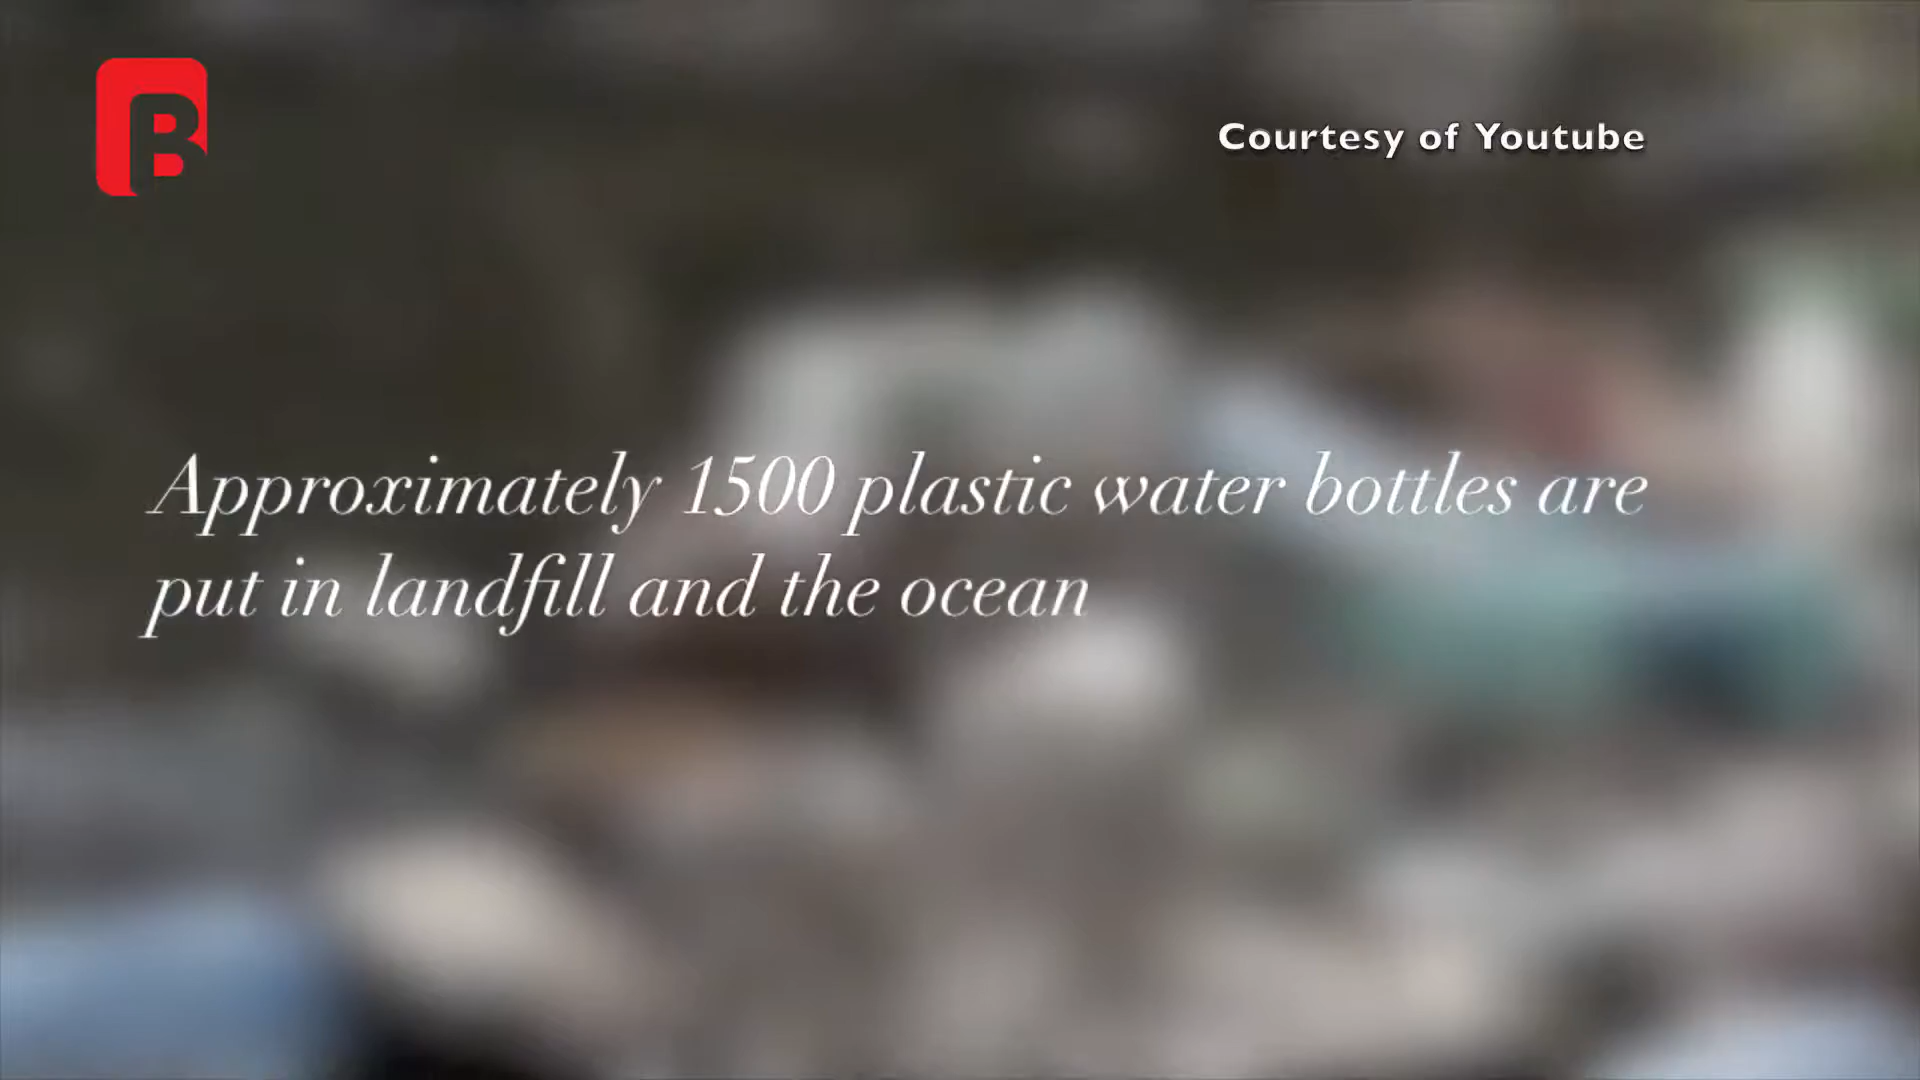 B
Courtesy of Youtube
Approximately 1500 plastic water bottles are
put in landfill and the ocean